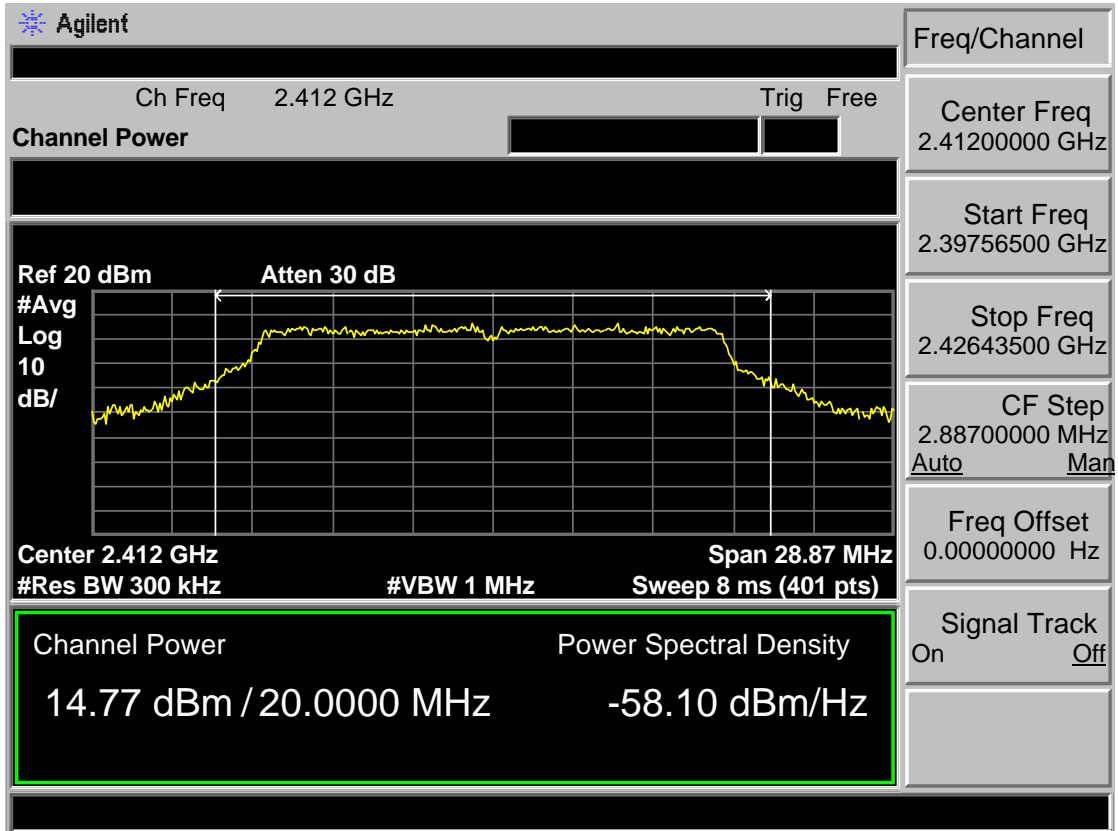 Agilent
Freq/Channel
Ch Freq 2.412 GHz Trig Free
Channel Power
Center Freq
2.41200000 GHz
Start Freq
2.39756500 GHz
Stop Freq
2.42643500 GHz
CF Step
2.88700000 MHz
Auto Man
Freq Offset
0.00000000 Hz
Signal Track
On Off
Ref 20 dBm Atten 30 dB
#Avg
Log
10
dB/
Center 2.412 GHz Span 28.87 MHz
#Res BW 300 kHz #VBW 1 MHz Sweep 8 ms (401 pts)
Channel Power Power Spectral Density
14.77 dBm / 20.0000 MHz -58.10 dBm/Hz